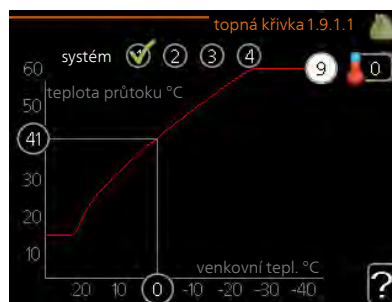 topná křivka 1.9.1.1
systém 1 2 3 4
60 9 0
teplota průtoku °C
50
41
30
20
10
venkovní tepl. °C
20 10 0 -10 -20 -30 -40
?